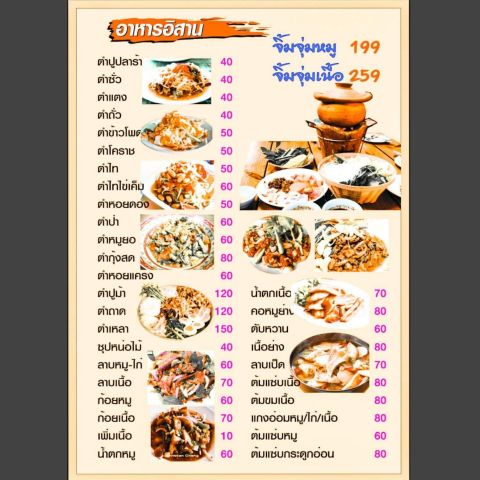 อาหารอีสาน
จิ้มจุ่มหมู 199
จิ้มจุ่มเนื้อ 259
ตำปูปลาร้า 40
ตำซั่ว 40
ตำแตง 40
ตำถั่ว 40
ตำข้าวโพด 50
ตำโคราช 50
ตำไท 50
ตำไทไข่เค็ม 60
ตำหอยดอง 50
ตำป่า 60
ตำหมูยอ 60
ตำกุ้งสด 80
ตำหอยแครง 60
ตำปูม้า 120
ตำถาด 120
ตำเหลา 150
ซุปหน่อไม้ 40
ลาบหมู-ไก่ 60
ลาบเนื้อ 70
ก้อยหมู 60
ก้อยเนื้อ 70
เพิ่มเนื้อ 10
น้ำตกหมู 60
น้ำตกเนื้อ 70
คอหมูย่าง 80
ตับหวาน 60
เนื้อย่าง 80
ลาบเป็ด 70
ต้มแซ่บเนื้อ 80
ต้มขมเนื้อ 80
แกงอ่อมหมู/ไก่/เนื้อ 80
ต้มแซ่บหมู 60
ต้มแซ่บกระดูกอ่อน 80